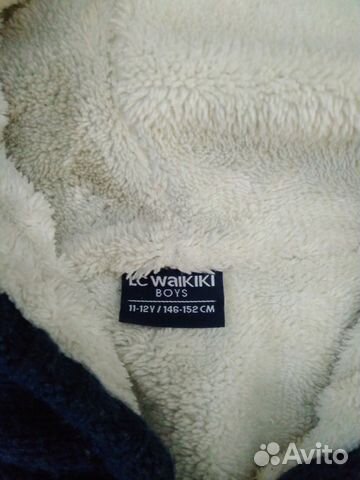 LC WAIKIKI
BOYS
11-12Y / 146-152 CM
Avito